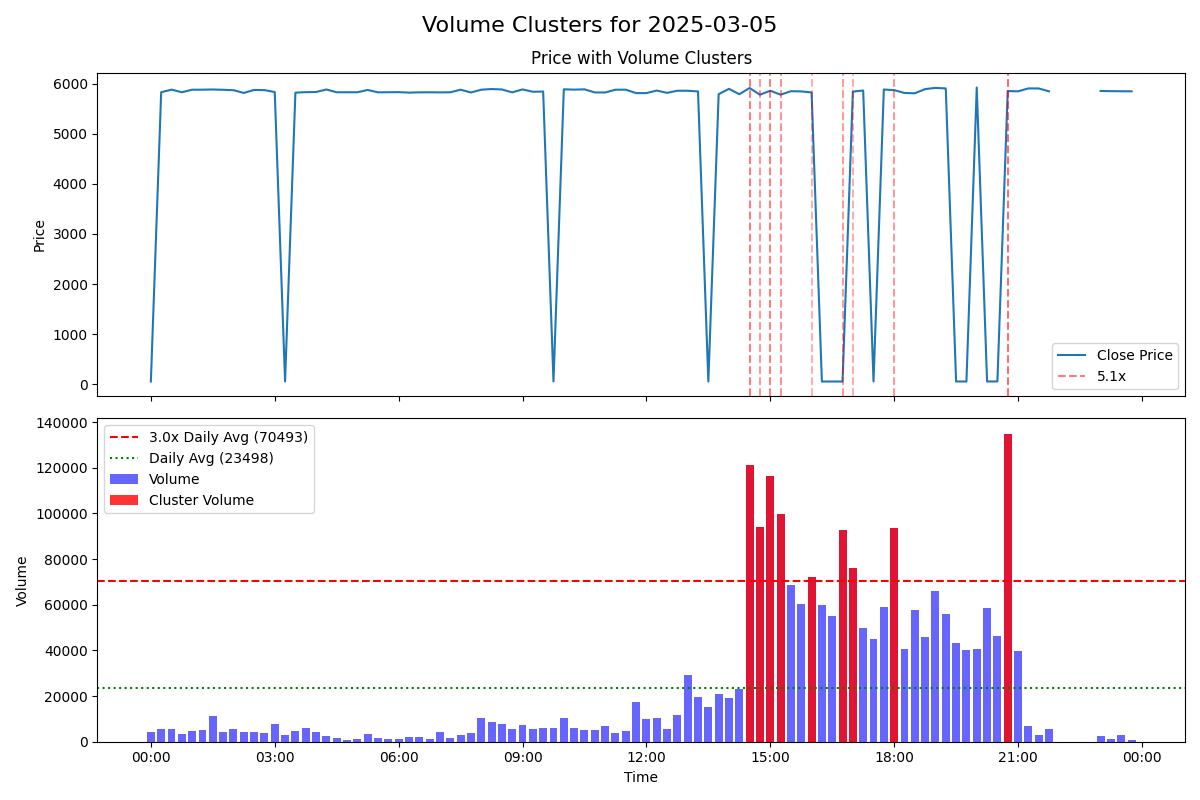 Volume Clusters for 2025-03-05
Price with Volume Clusters
6000
5000
4000
3000
2000
1000
0
Price
Close Price
5.1x
140000
120000
100000
80000
60000
40000
20000
0
Volume
3.0x Daily Avg (70493)
Daily Avg (23498)
Volume
Cluster Volume
00:00 03:00 06:00 09:00 12:00 15:00 18:00 21:00 00:00
Time